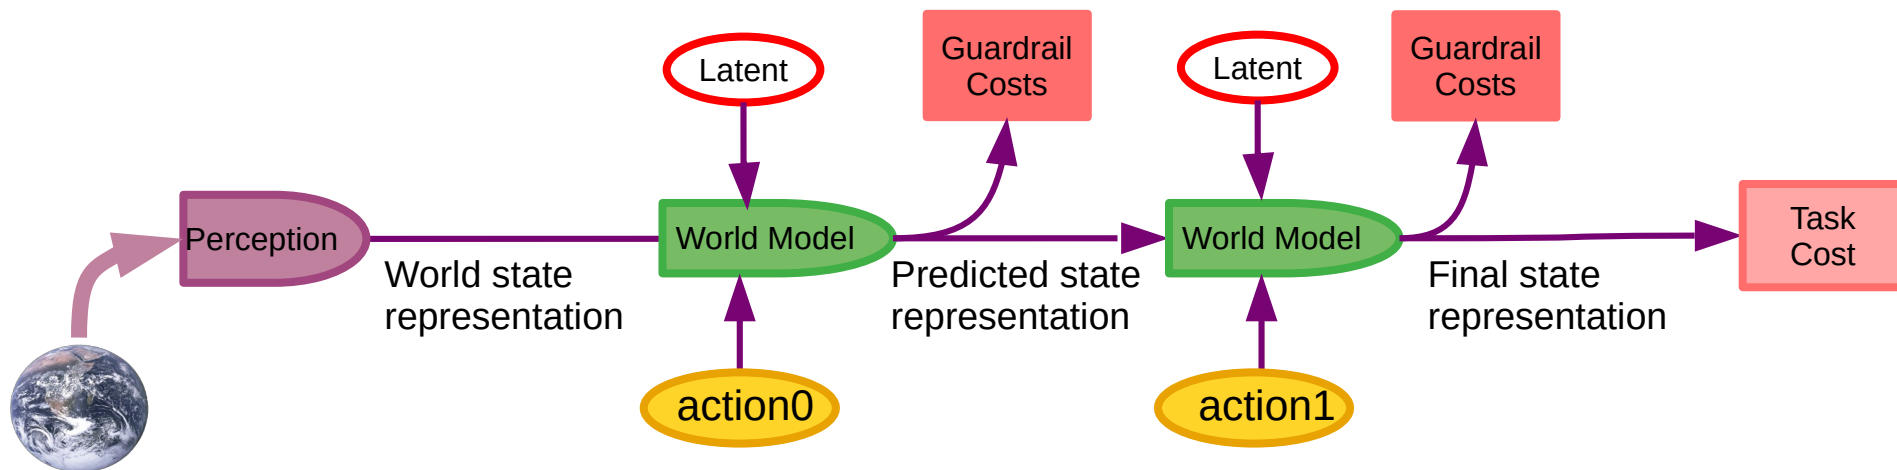 Latent
Guardrail
Costs
Latent
Guardrail
Costs
Perception
World Model
World Model
Task
Cost
World state
representation
Predicted state
representation
Final state
representation
action0
action1